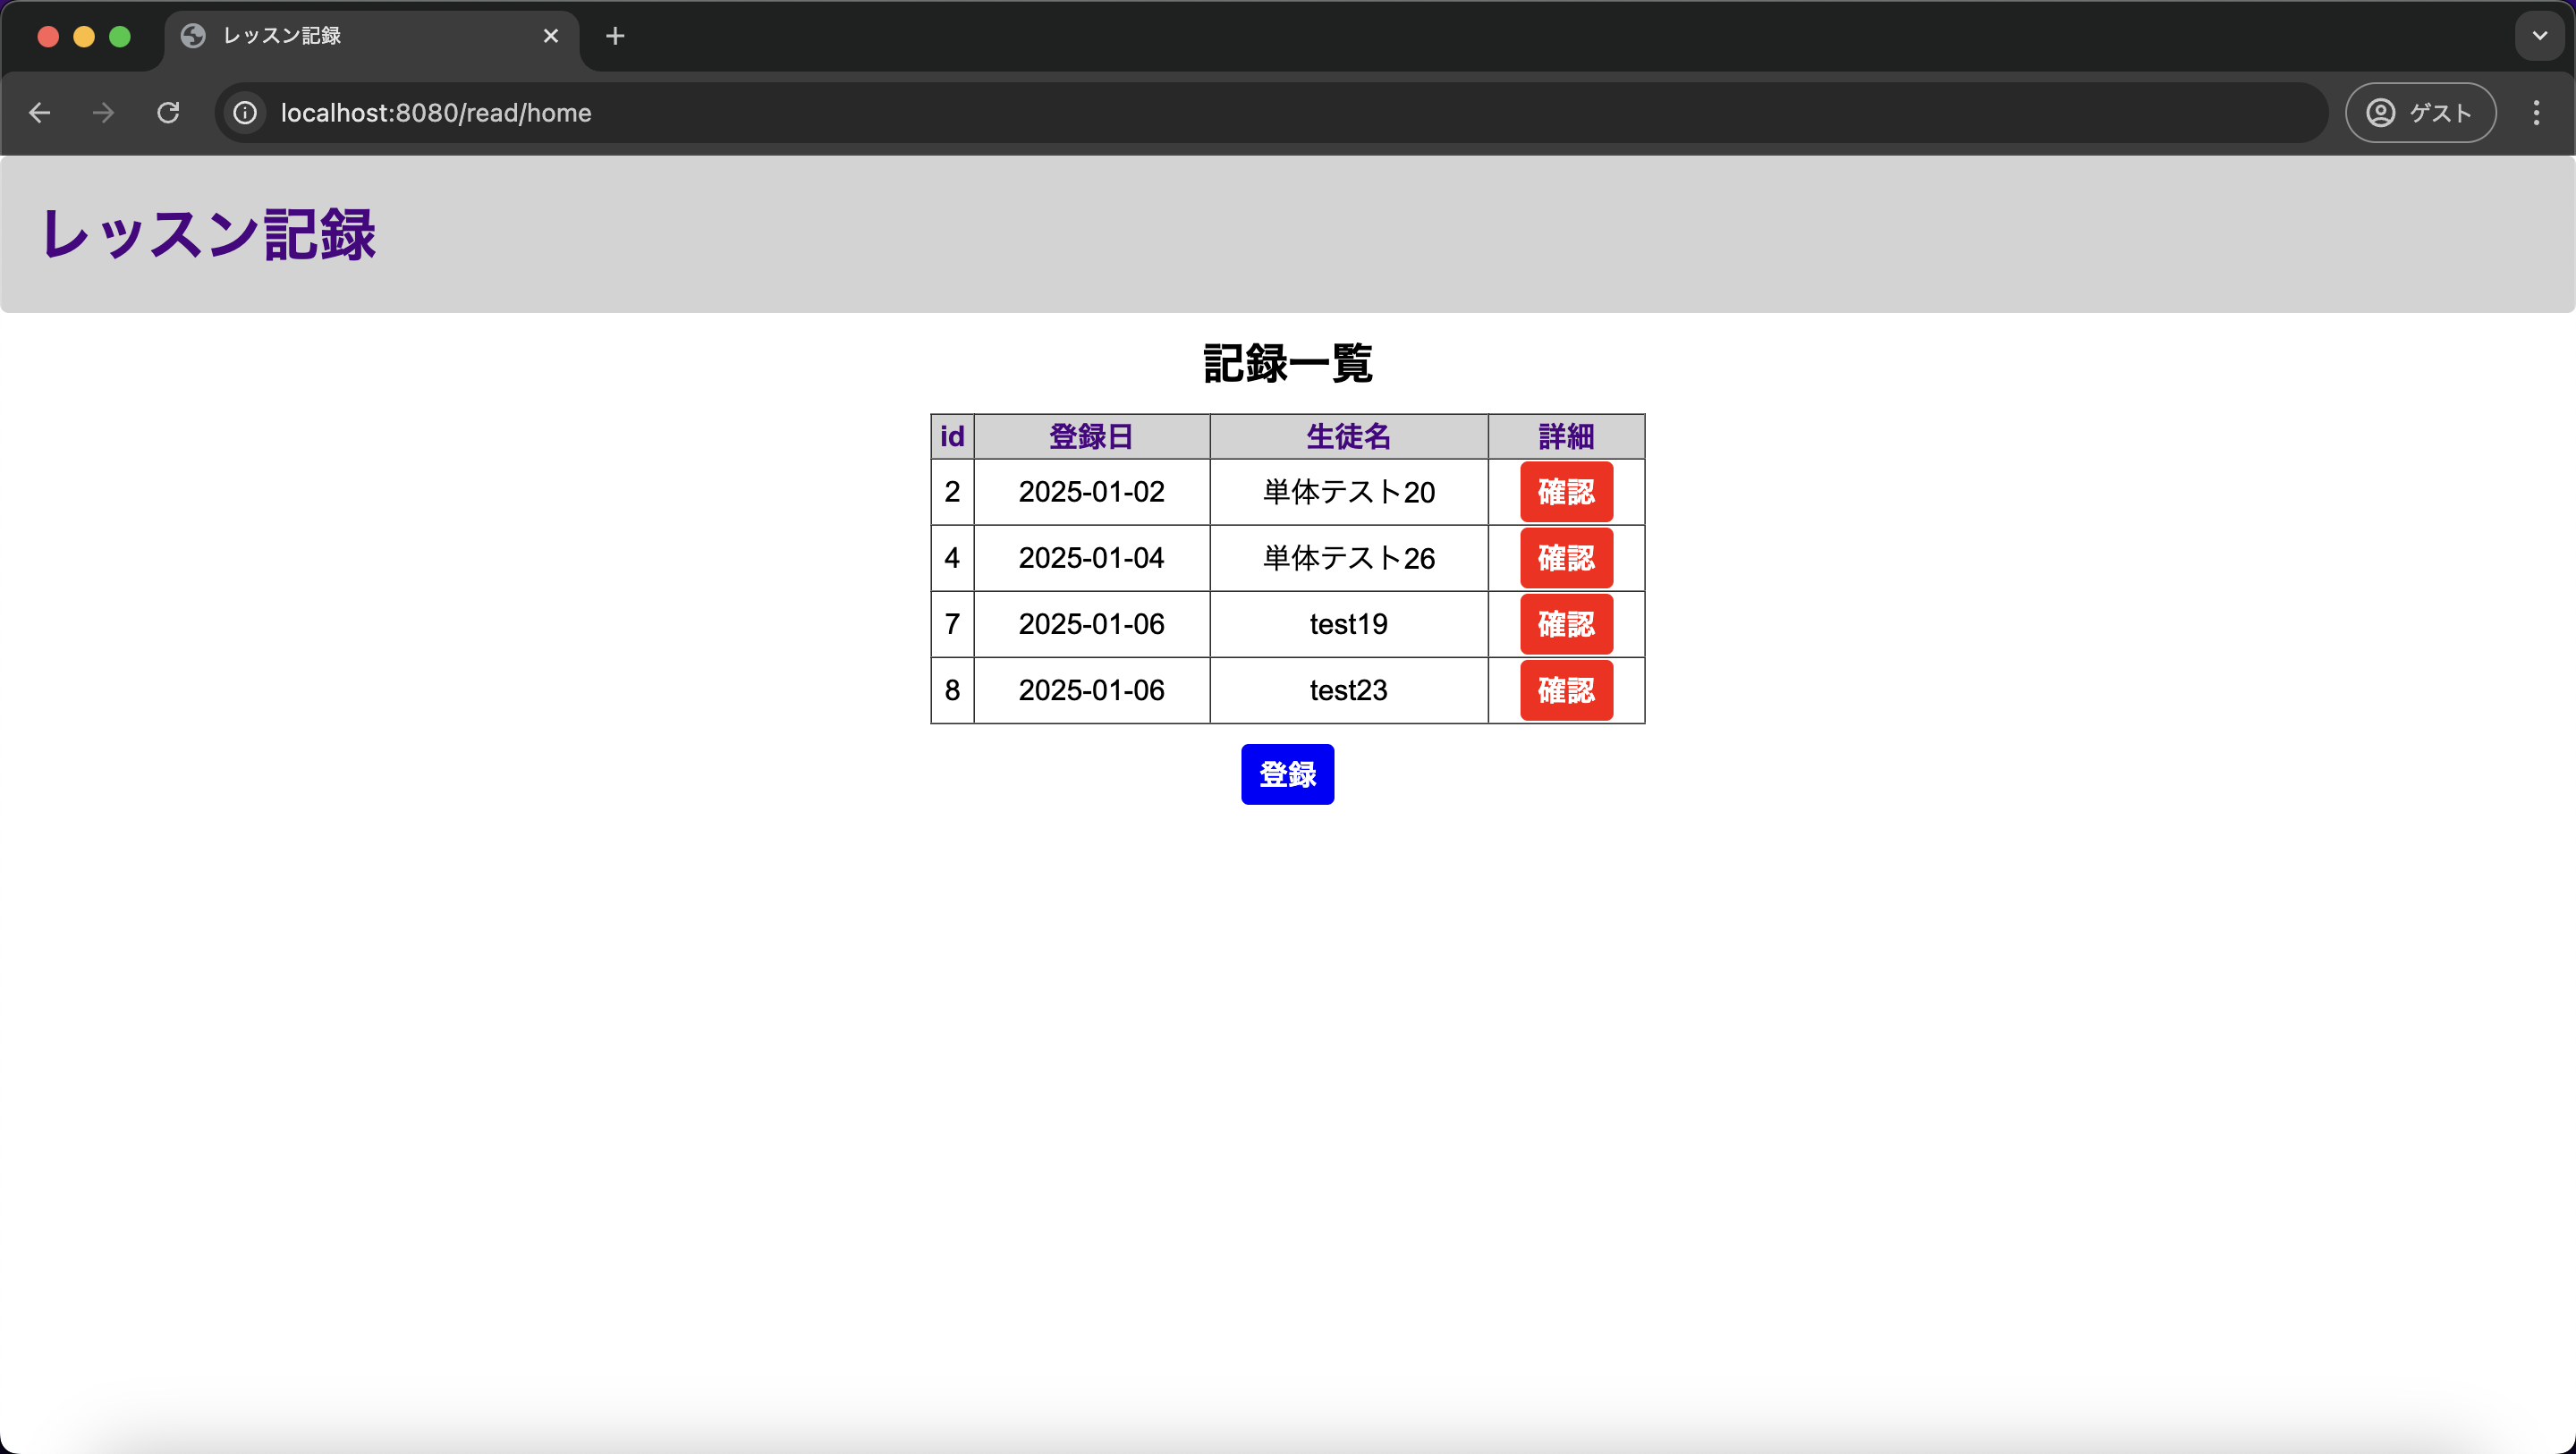 レッスン記録
localhost:8080/read/home
ゲスト
レッスン記録
記録一覧
id 登録日 生徒名 詳細
2 2025-01-02 単体テスト20 確認
4 2025-01-04 単体テスト26 確認
7 2025-01-06 test19 確認
8 2025-01-06 test23 確認
登録